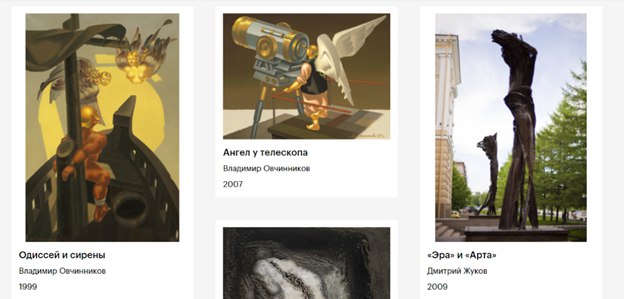 Одиссей и сирены
Владимир Овчинников
1999
Ангел у телескопа
Владимир Овчинников
2007
«Эра» и «Арта»
Дмитрий Жуков
2009